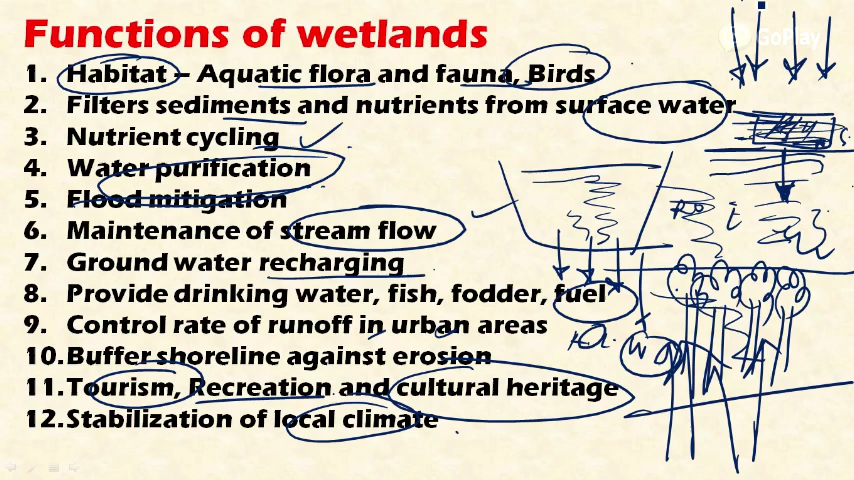 Functions of wetlands
GoPlay
1. Habitat – Aquatic flora and fauna, Birds
2. Filters sediments and nutrients from surface water
3. Nutrient cycling
4. Water purification
5. Flood mitigation
6. Maintenance of stream flow
7. Ground water recharging
8. Provide drinking water, fish, fodder, fuel
9. Control rate of runoff in urban areas
10. Buffer shoreline against erosion
11. Tourism, Recreation and cultural heritage
12. Stabilization of local climate